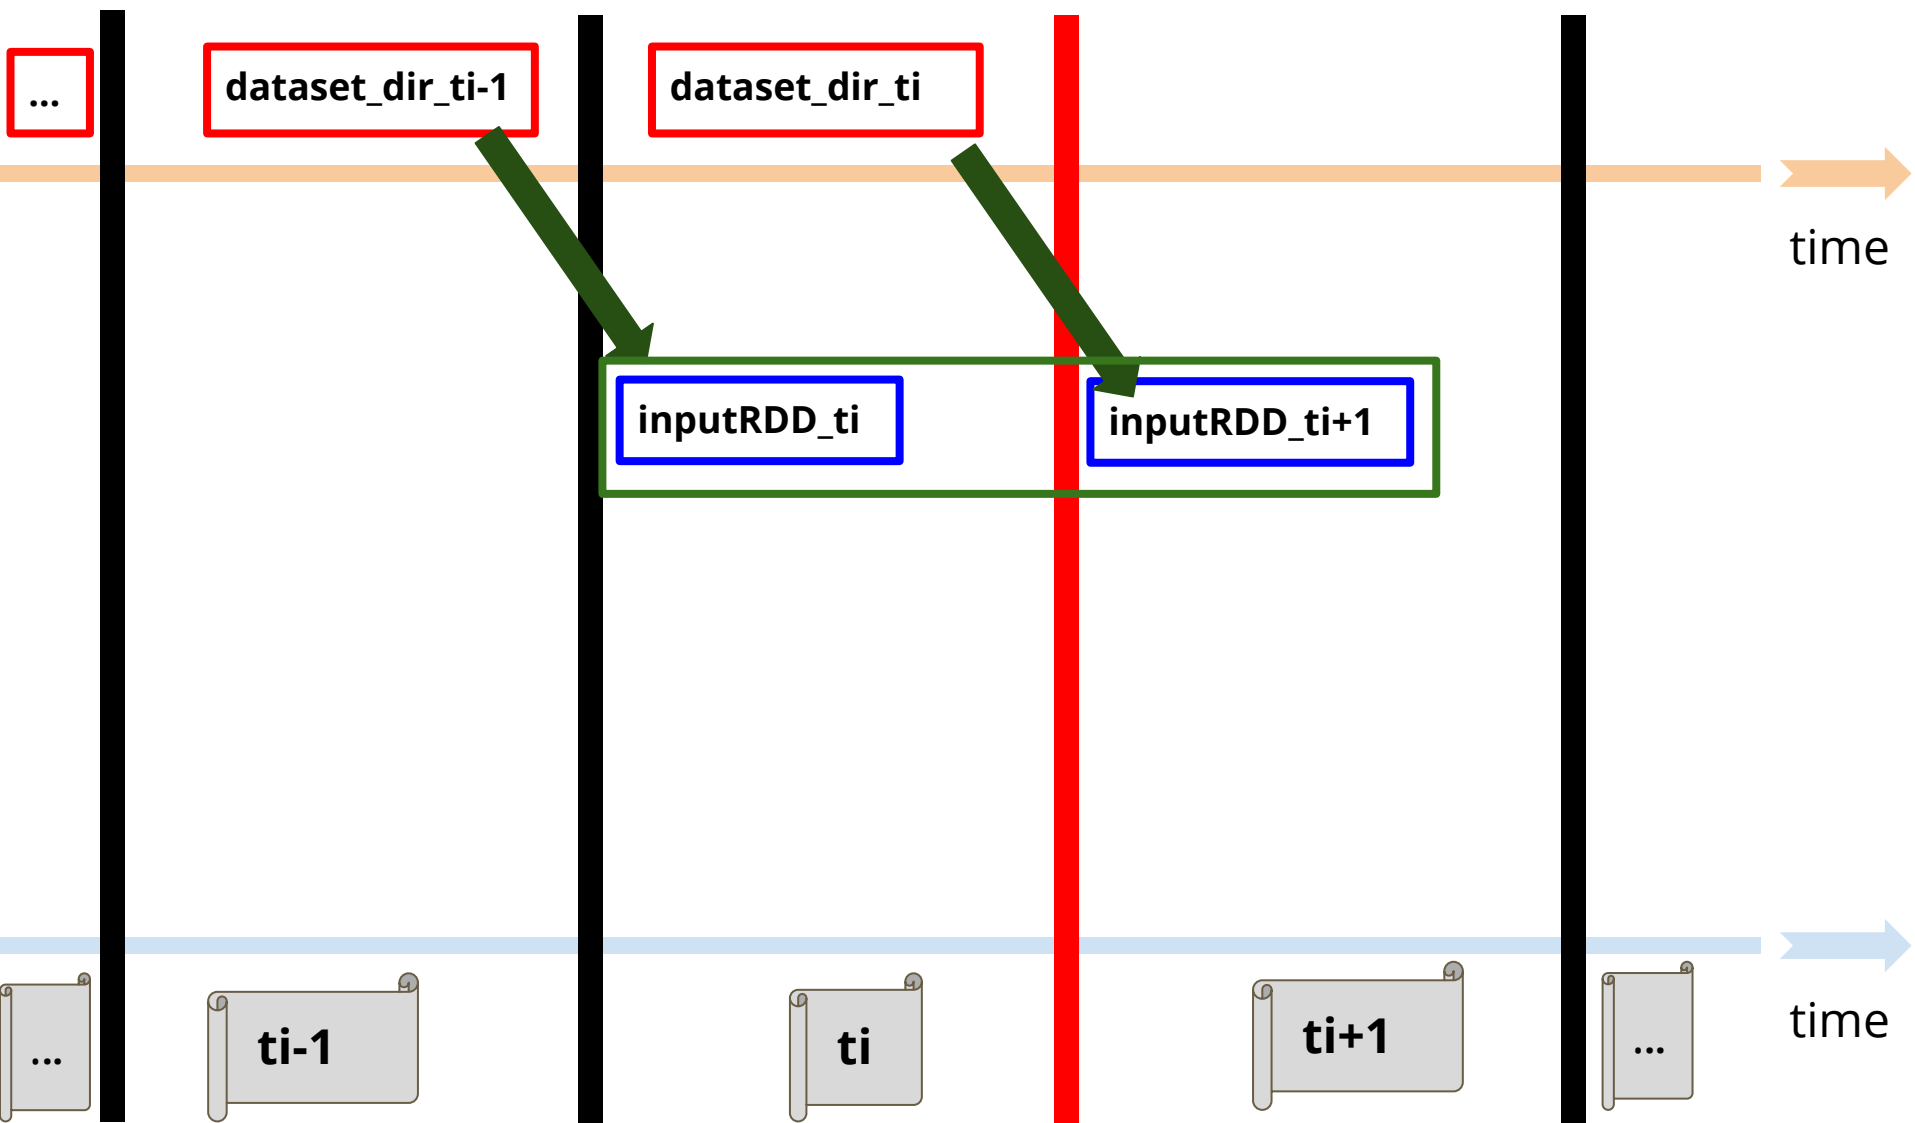 ...
dataset_dir_ti-1
dataset_dir_ti
time
inputRDD_ti
inputRDD_ti+1
...
ti-1
ti
ti+1
...
time